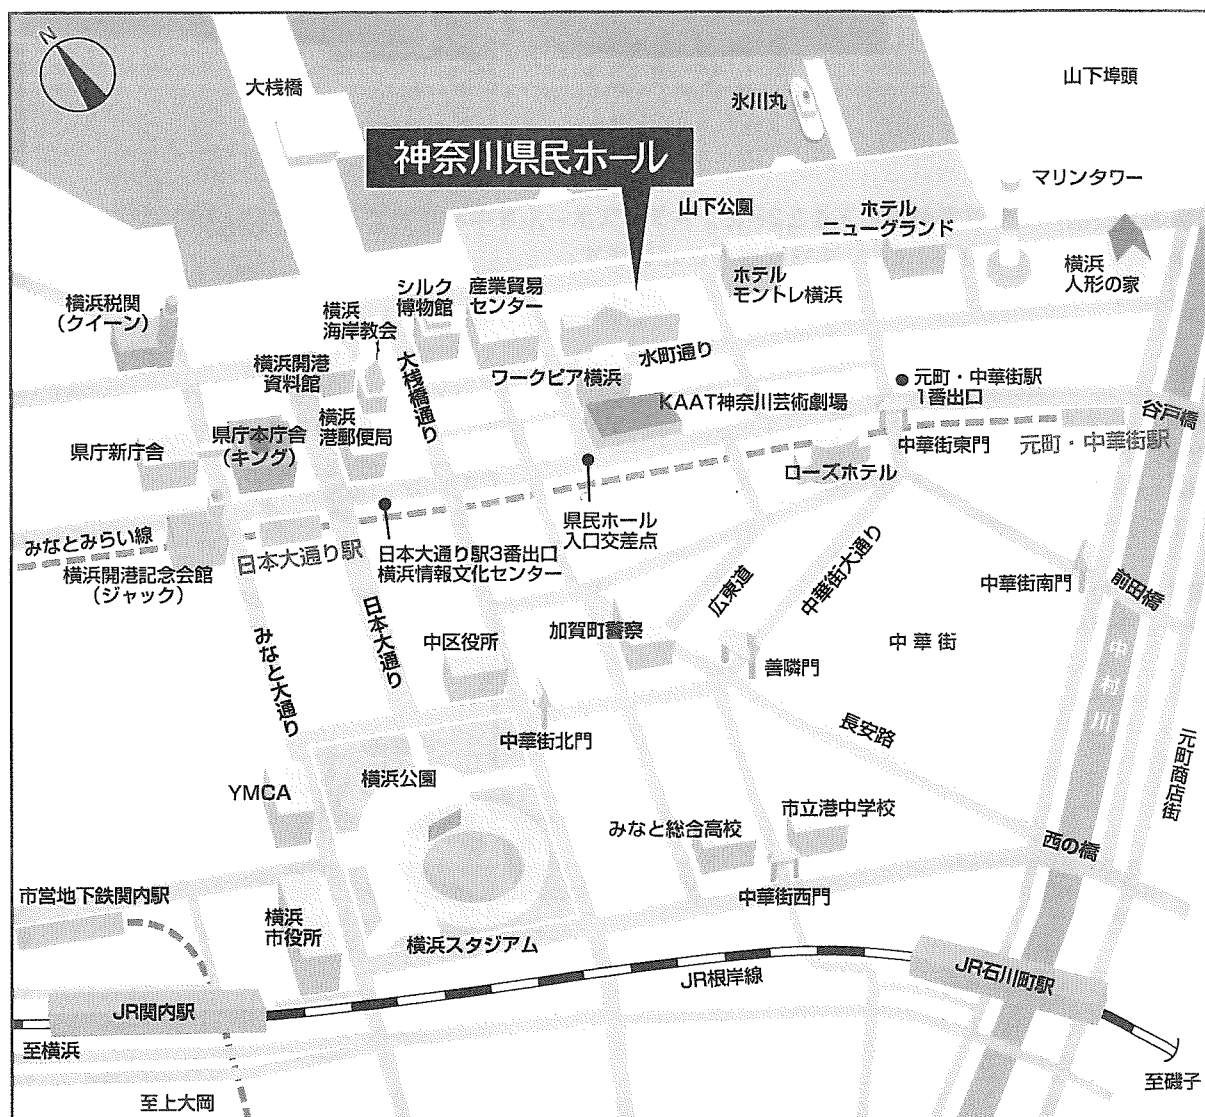 N
大桟橋
氷川丸
山下埠頭
神奈川県民ホール
マリンタワー
山下公園
ホテル
ニューグランド
横浜
人形の家
ホテル
モントレ横浜
シルク
博物館
産業貿易
センター
横浜税関
(クイーン)
横浜
海岸教会
横浜開港
資料館
大桟橋通り
水町通り
ワークピア横浜
KAAT神奈川芸術劇場
元町・中華街駅
1番出口
谷戸橋
横浜
港郵便局
県庁本庁舎
(キング)
県庁新庁舎
中華街東門
元町・中華街駅
ローズホテル
みなとみらい線
日本大通り駅
横浜開港記念会館
(ジャック)
日本大通り駅3番出口
横浜情報文化センター
県民ホール
入口交差点
広東道
中華街大通り
中華街南門
前田橋
日本大通り
みなと大通り
中区役所
加賀町警察
善隣門
中華街
中村川
中華街北門
長安路
元町商店街
YMCA
横浜公園
みなと総合高校
市立港中学校
西の橋
中華街西門
市営地下鉄関内駅
横浜
市役所
横浜スタジアム
JR根岸線
JR石川町駅
JR関内駅
至横浜
至上大岡
至磯子